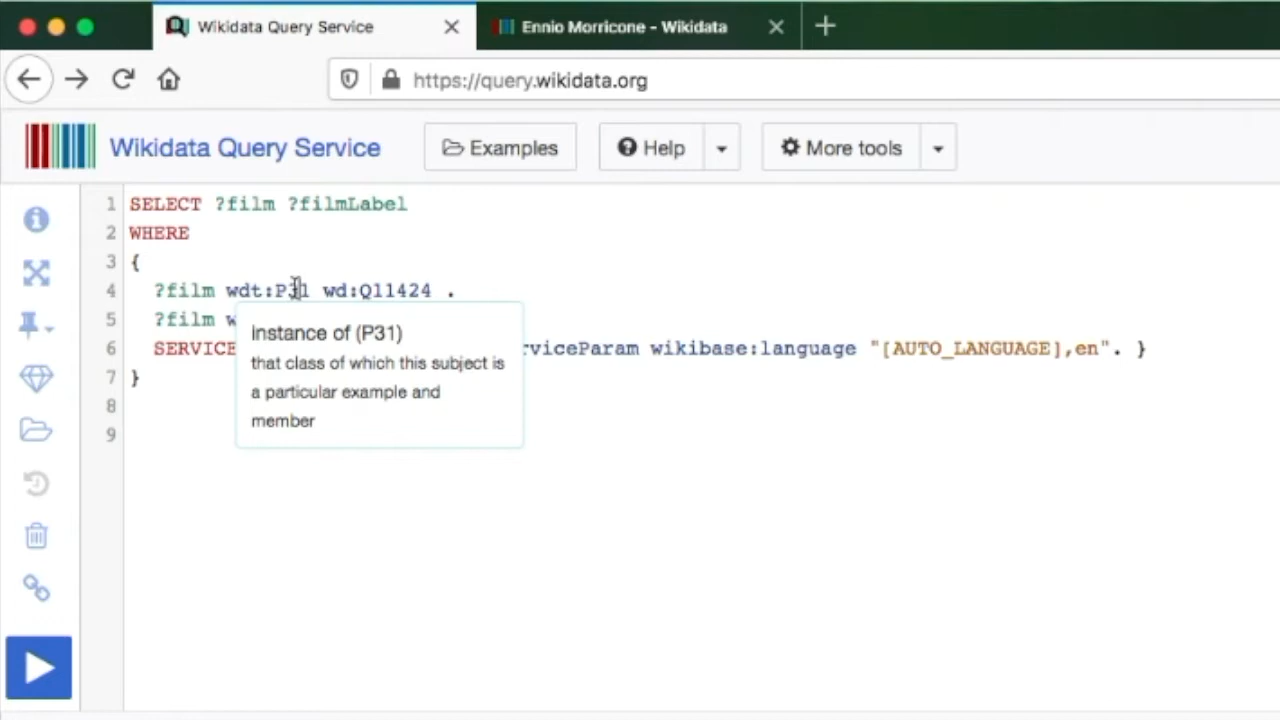 Wikidata Query Service
Ennio Morricone - Wikidata
https://query.wikidata.org
Wikidata Query Service
Examples
Help
More tools
1 SELECT ?film ?filmLabel
2 WHERE
3 {
4 ?film wdt:P31 wd:Q11424 .
5 ?film w
6 SERVICE rviceParam wikibase:language "[AUTO_LANGUAGE],en". }
7 }
8
9
instance of (P31)
that class of which this subject is
a particular example and
member